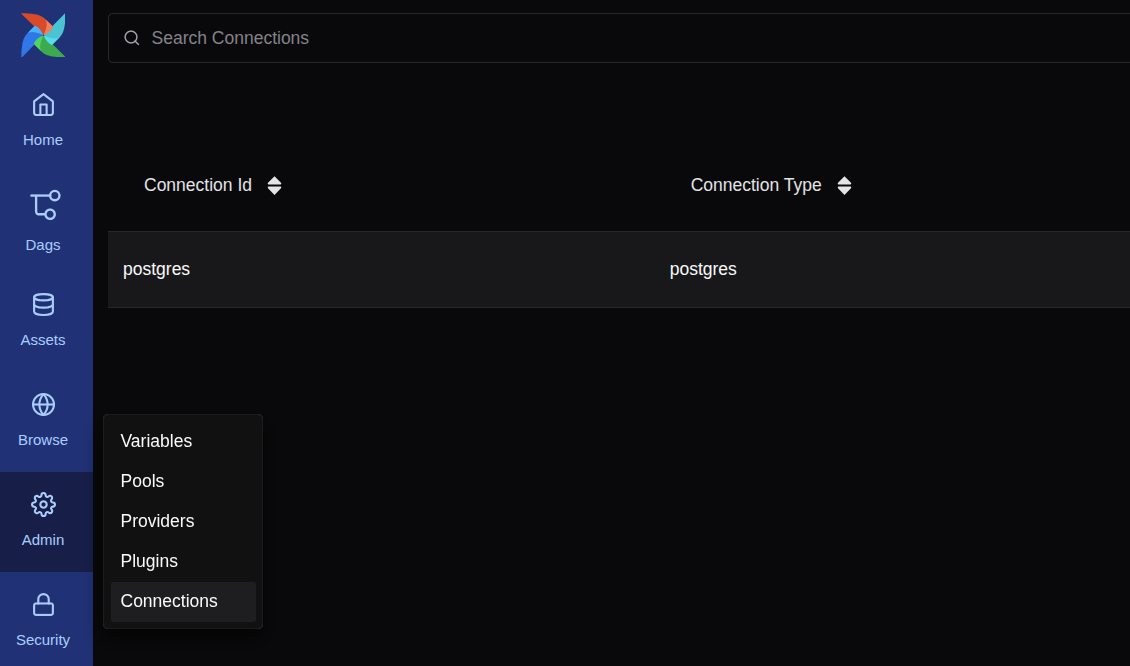 Search Connections
Home
Dags
Assets
Browse
Admin
Security
Connection Id
Connection Type
postgres
postgres
Variables
Pools
Providers
Plugins
Connections